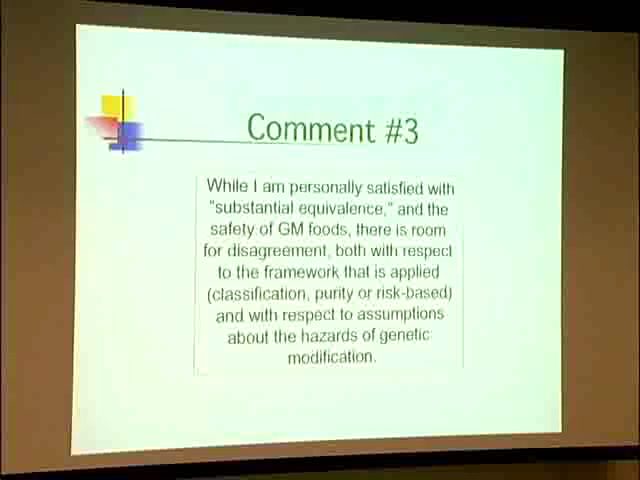 Comment #3
While I am personally satisfied with
"substantial equivalence," and the
safety of GM foods, there is room
for disagreement, both with respect
to the framework that is applied
(classification, purity or risk-based)
and with respect to assumptions
about the hazards of genetic
modification.